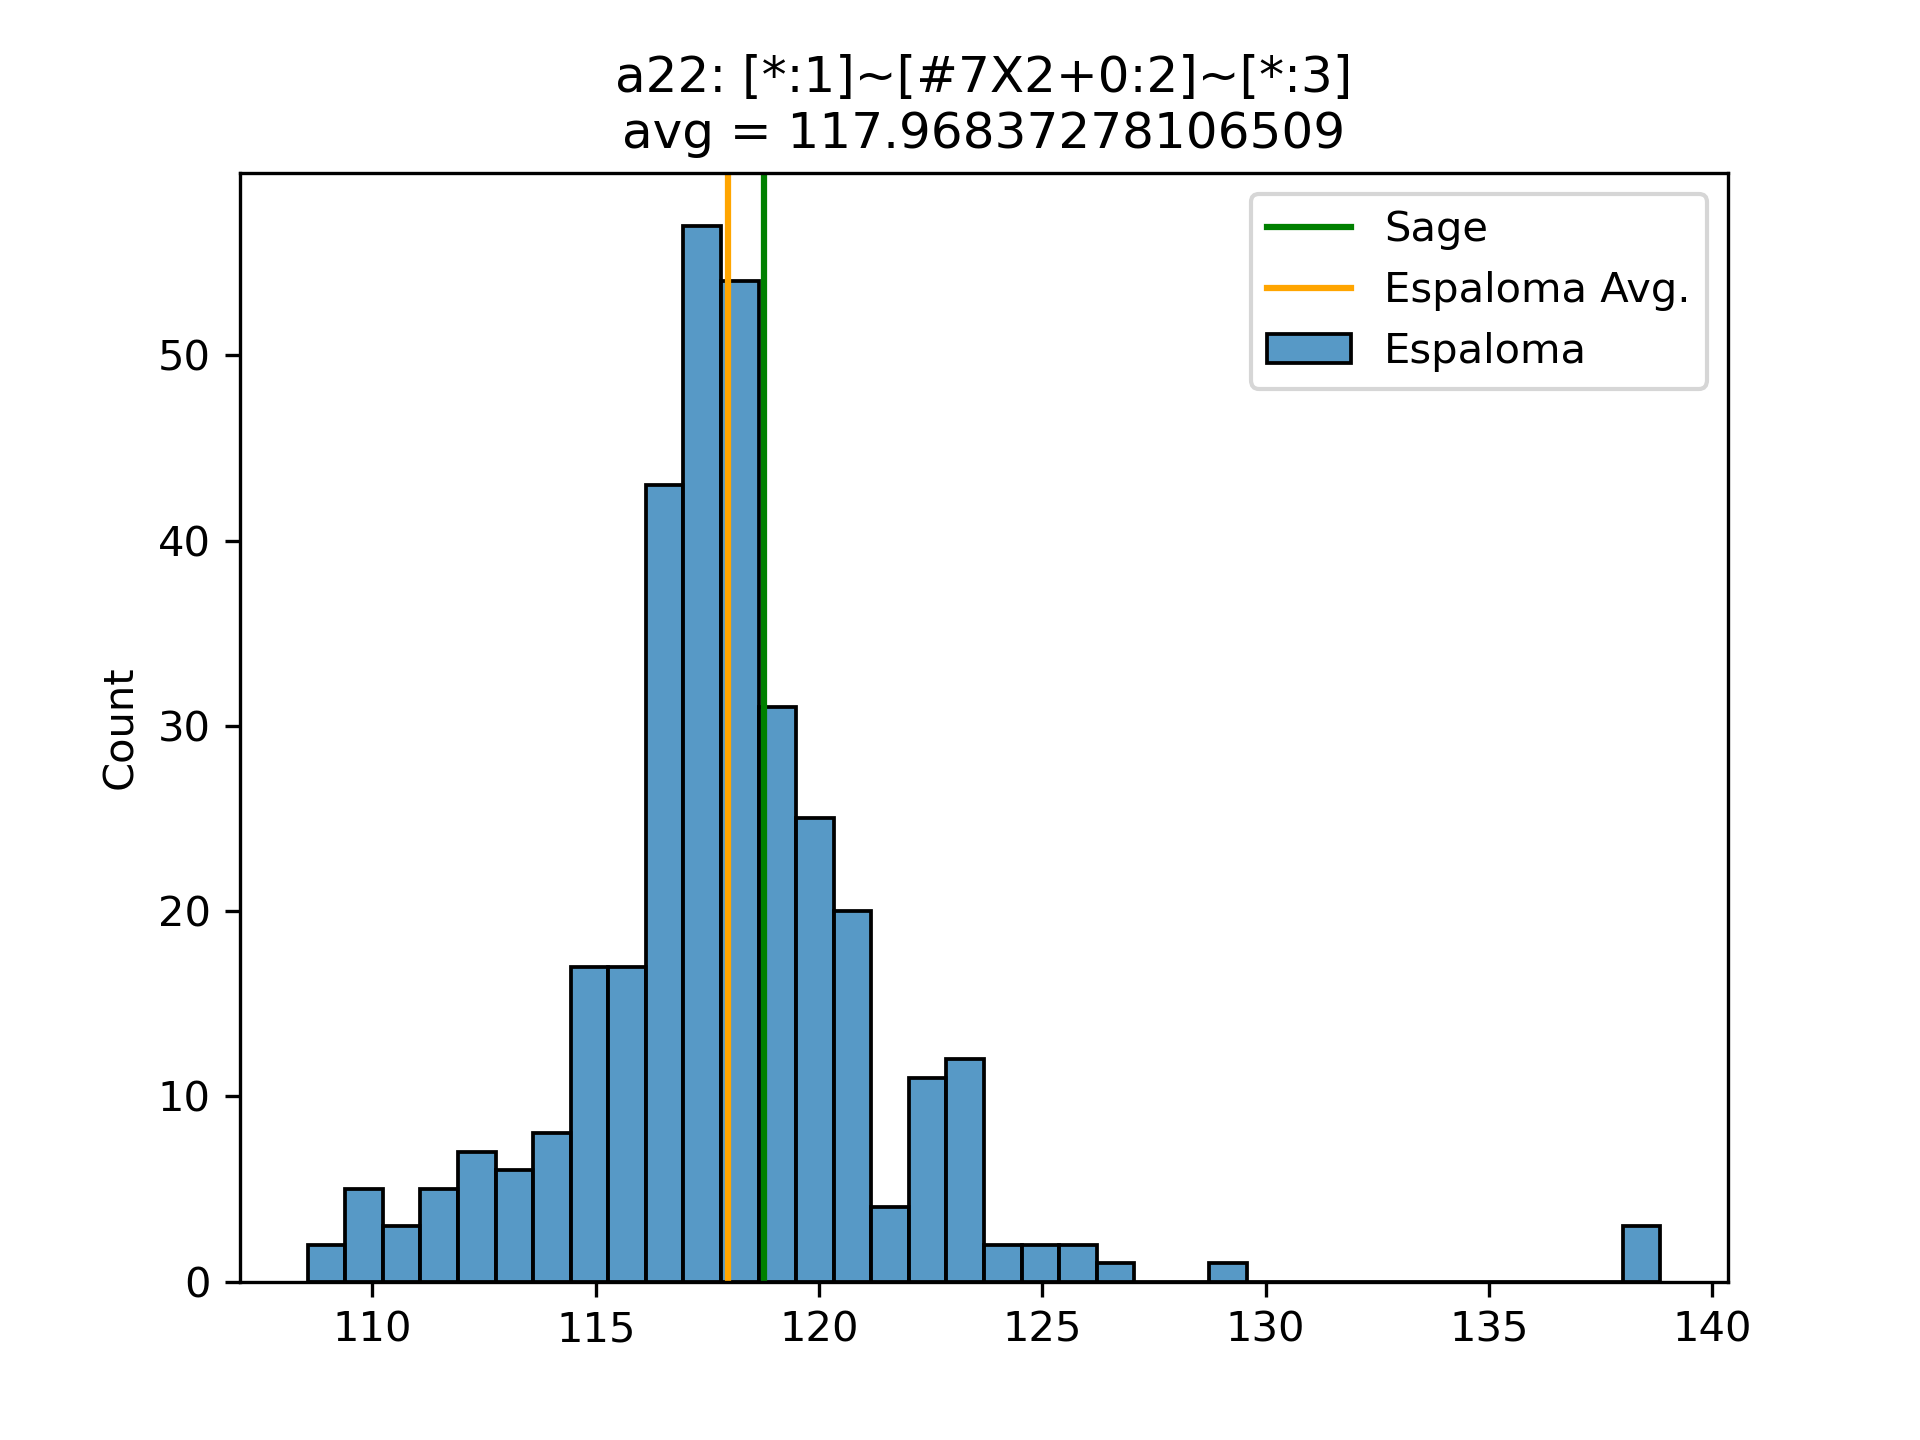 a22: [*:1]~[#7X2+0:2]~[*:3]
avg = 117.96837278106509
Sage
Espaloma Avg.
Espaloma
Count
50
40
30
20
10
0
110 115 120 125 130 135 140